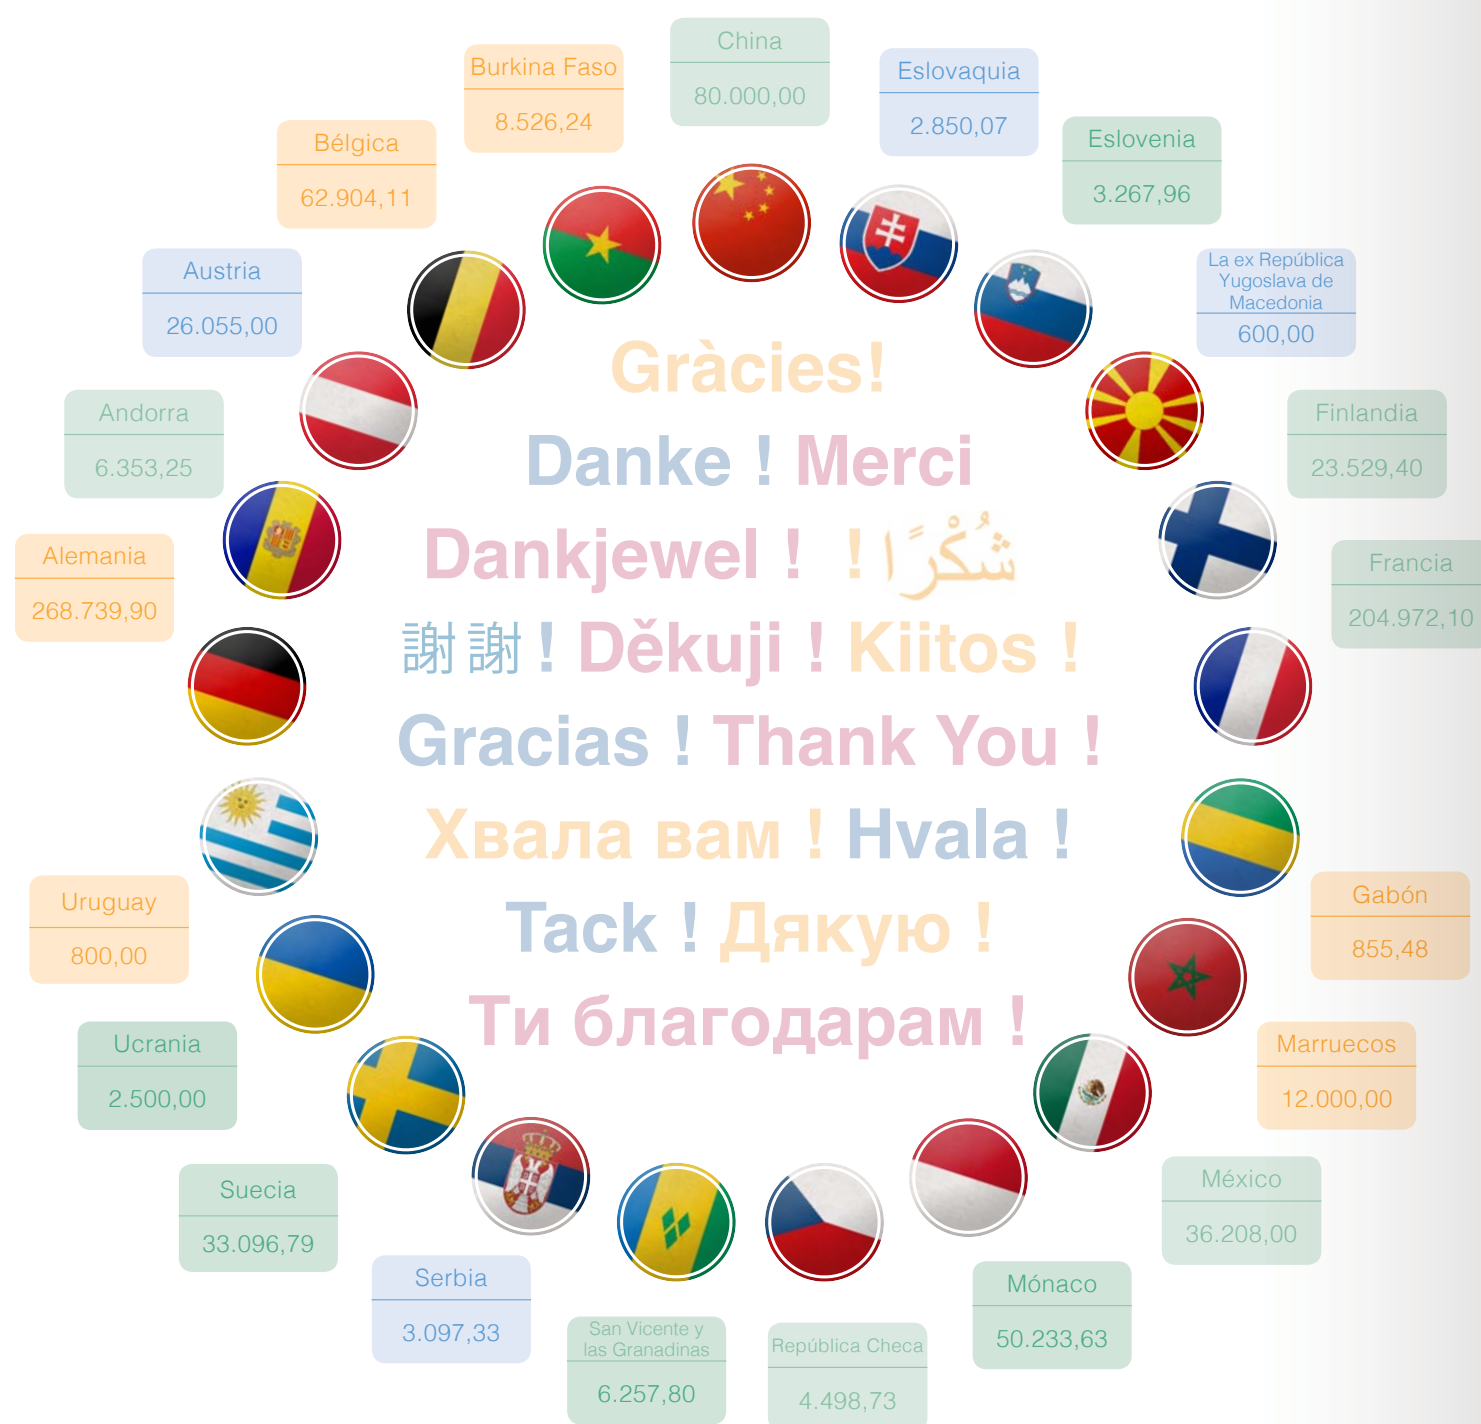 China
80.000,00
Burkina Faso
8.526,24
Eslovaquia
2.850,07
Bélgica
62.904,11
Eslovenia
3.267,96
Austria
26.055,00
La ex República
Yugoslava de
Macedonia
600,00
Andorra
6.353,25
Finlandia
23.529,40
Alemania
268.739,90
Francia
204.972,10
Gràcies!
Danke ! Merci
Dankjewel ! ! شُكْرًا
謝謝 ! Děkuji ! Kiitos !
Gracias ! Thank You !
Хвала вам ! Hvala !
Tack ! Дякую !
Ти благодарам !
Uruguay
800,00
Gabón
855,48
Ucrania
2.500,00
Marruecos
12.000,00
Suecia
33.096,79
México
36.208,00
Serbia
3.097,33
Mónaco
50.233,63
San Vicente y
las Granadinas
6.257,80
República Checa
4.498,73